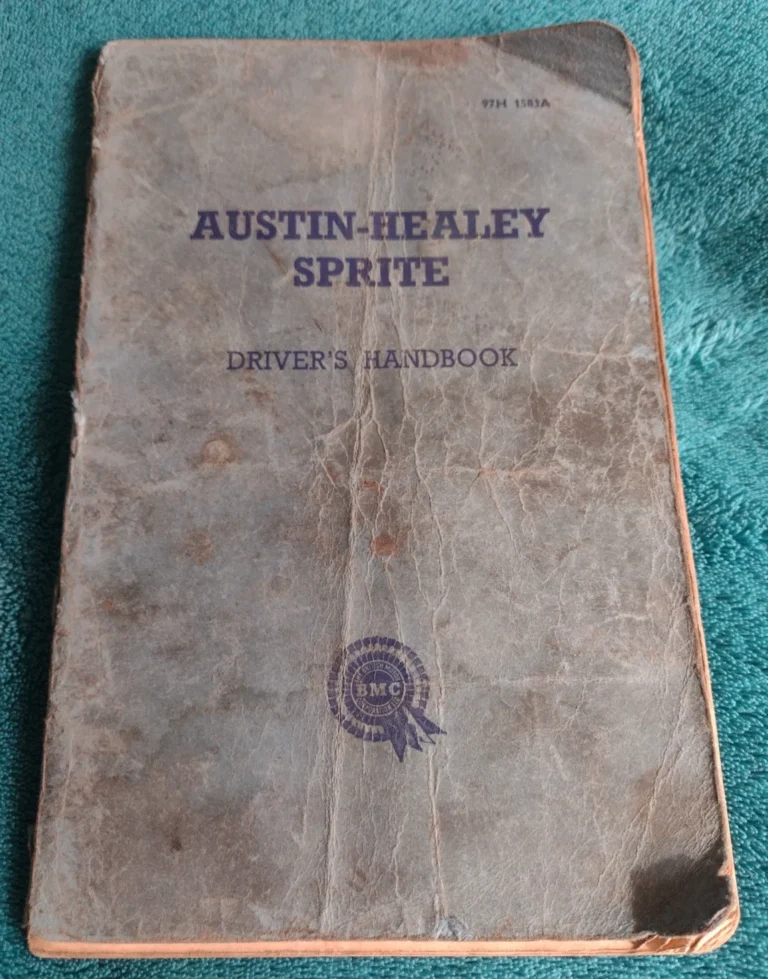 97H 1583A
AUSTIN-HEALEY
SPRITE
DRIVER'S HANDBOOK
BMC